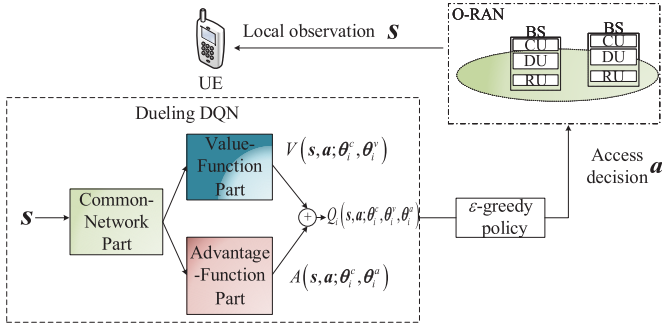 O-RAN
Local observation s
UE
BS
CU
DU
RU
BS
CU
DU
RU
Dueling DQN
Value-
Function
Part
V(s,a;θ_i^c,θ_i^v)
s
Common-
Network
Part
Q_i(s,a;θ_i^c,θ_i^v,θ_i^a)
ε-greedy
policy
Access
decision a
Advantage
-Function
Part
A(s,a;θ_i^c,θ_i^a)